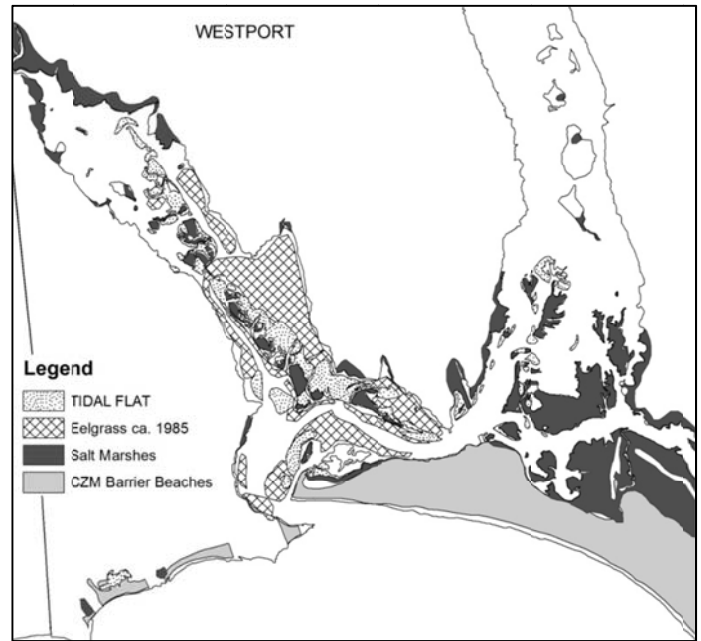 WESTPORT
Legend
TIDAL FLAT
Eelgrass ca. 1985
Salt Marshes
CZM Barrier Beaches